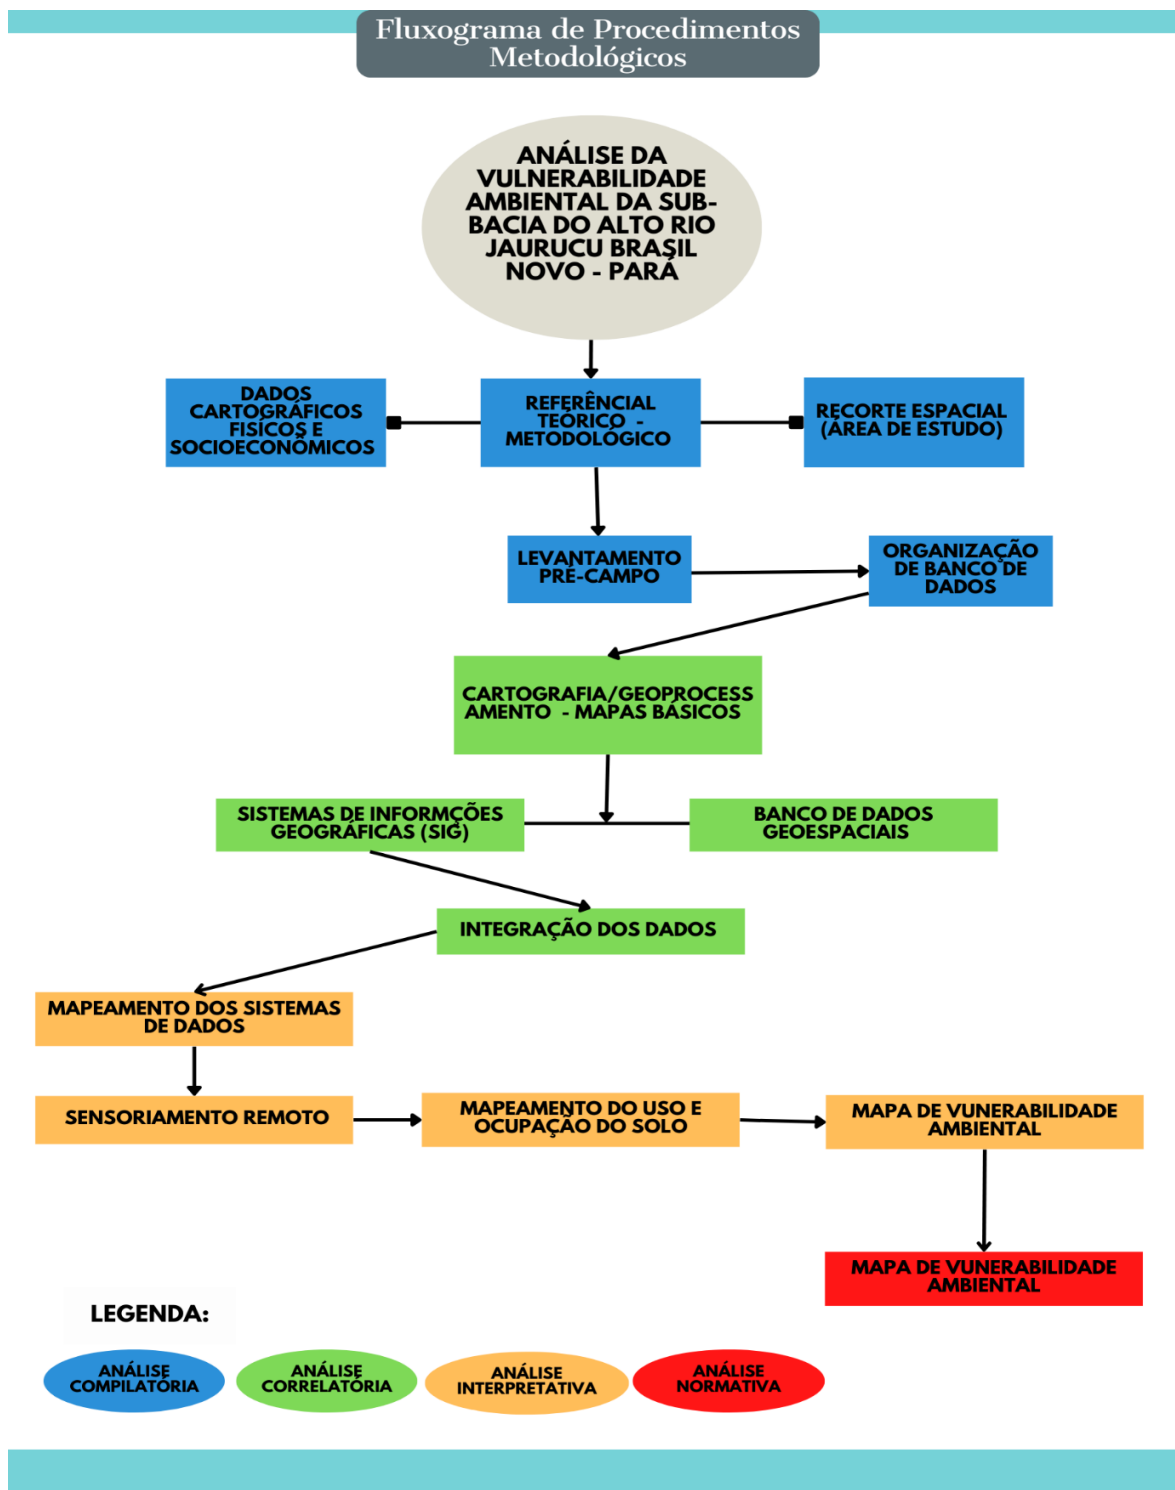 Fluxograma de Procedimentos
Metodológicos
ANÁLISE DA
VULNERABILIDADE
AMBIENTAL DA SUB-
BACIA DO ALTO RIO
JAURUCU BRASIL
NOVO - PARÁ
DADOS
CARTOGRÁFICOS
FISÍCOS E
SOCIOECONÔMICOS
REFERÊNCIAL
TEÓRICO -
METODOLÓGICO
RECORTE ESPACIAL
(ÁREA DE ESTUDO)
LEVANTAMENTO
PRÉ-CAMPO
ORGANIZAÇÃO
DE BANCO DE
DADOS
CARTOGRAFIA/GEOPROCESS
AMENTO - MAPAS BÁSICOS
SISTEMAS DE INFORMÇÕES
GEOGRÁFICAS (SIG)
BANCO DE DADOS
GEOESPACIAIS
INTEGRAÇÃO DOS DADOS
MAPEAMENTO DOS SISTEMAS
DE DADOS
SENSORIAMENTO REMOTO
MAPEAMENTO DO USO E
OCUPAÇÃO DO SOLO
MAPA DE VUNERABILIDADE
AMBIENTAL
MAPA DE VUNERABILIDADE
AMBIENTAL
LEGENDA:
ANÁLISE
COMPILATÓRIA
ANÁLISE
CORRELATÓRIA
ANÁLISE
INTERPRETATIVA
ANÁLISE
NORMATIVA